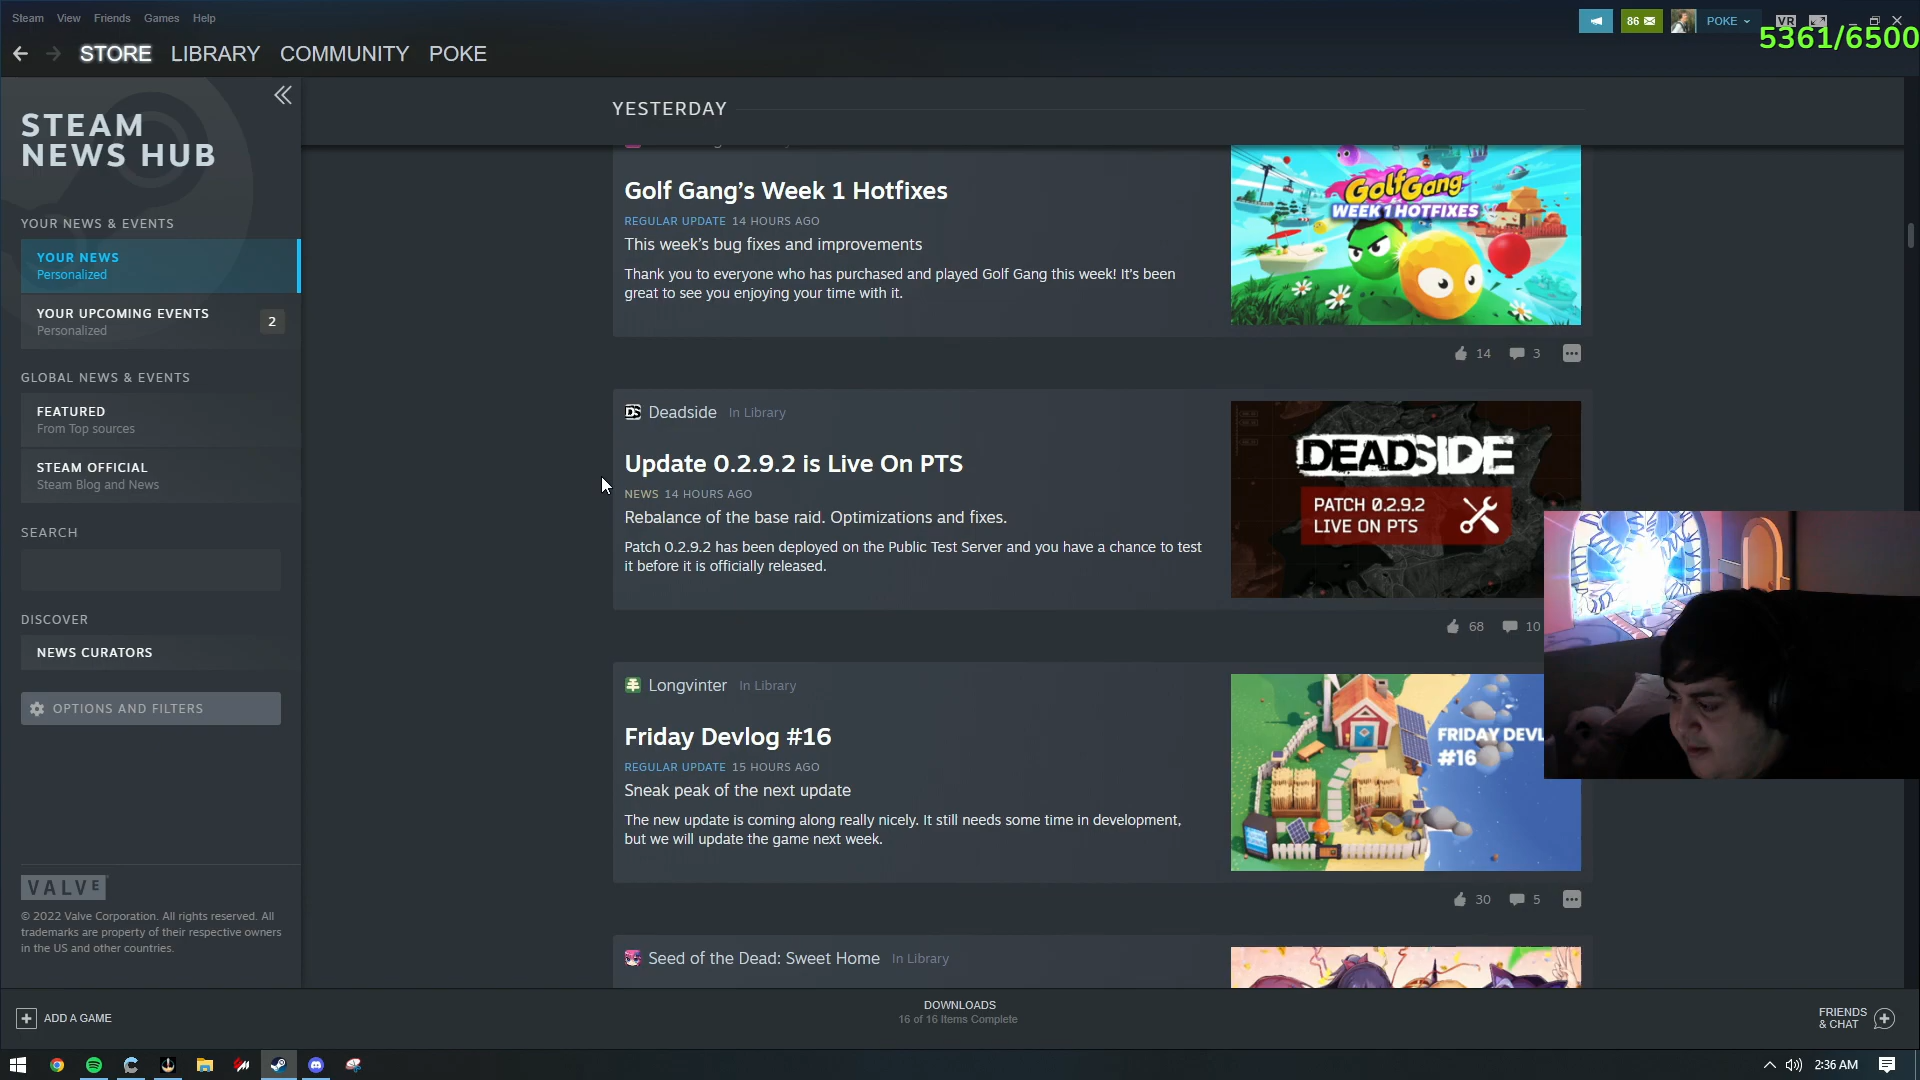 Steam View Friends Games Help
86
POKE
VR
5361/6500
STORE LIBRARY COMMUNITY POKE
STEAM
NEWS HUB
YOUR NEWS & EVENTS
YOUR NEWS
Personalized
YOUR UPCOMING EVENTS
Personalized
2
GLOBAL NEWS & EVENTS
FEATURED
From Top sources
STEAM OFFICIAL
Steam Blog and News
SEARCH
DISCOVER
NEWS CURATORS
OPTIONS AND FILTERS
VALVE
© 2022 Valve Corporation. All rights reserved. All
trademarks are property of their respective owners
in the US and other countries.
YESTERDAY
Golf Gang’s Week 1 Hotfixes
REGULAR UPDATE 14 HOURS AGO
This week’s bug fixes and improvements
Thank you to everyone who has purchased and played Golf Gang this week! It’s been
great to see you enjoying your time with it.
Golf Gang
WEEK 1 HOTFIXES
14 3
DS Deadside In Library
Update 0.2.9.2 is Live On PTS
NEWS 14 HOURS AGO
Rebalance of the base raid. Optimizations and fixes.
Patch 0.2.9.2 has been deployed on the Public Test Server and you have a chance to test
it before it is officially released.
DEADSIDE
PATCH 0.2.9.2
LIVE ON PTS
68 10
Longvinter In Library
Friday Devlog #16
REGULAR UPDATE 15 HOURS AGO
Sneak peak of the next update
The new update is coming along really nicely. It still needs some time in development,
but we will update the game next week.
FRIDAY DEVL
#16
30 5
Seed of the Dead: Sweet Home In Library
ADD A GAME
DOWNLOADS
16 of 16 Items Complete
FRIENDS
& CHAT
2:36 AM